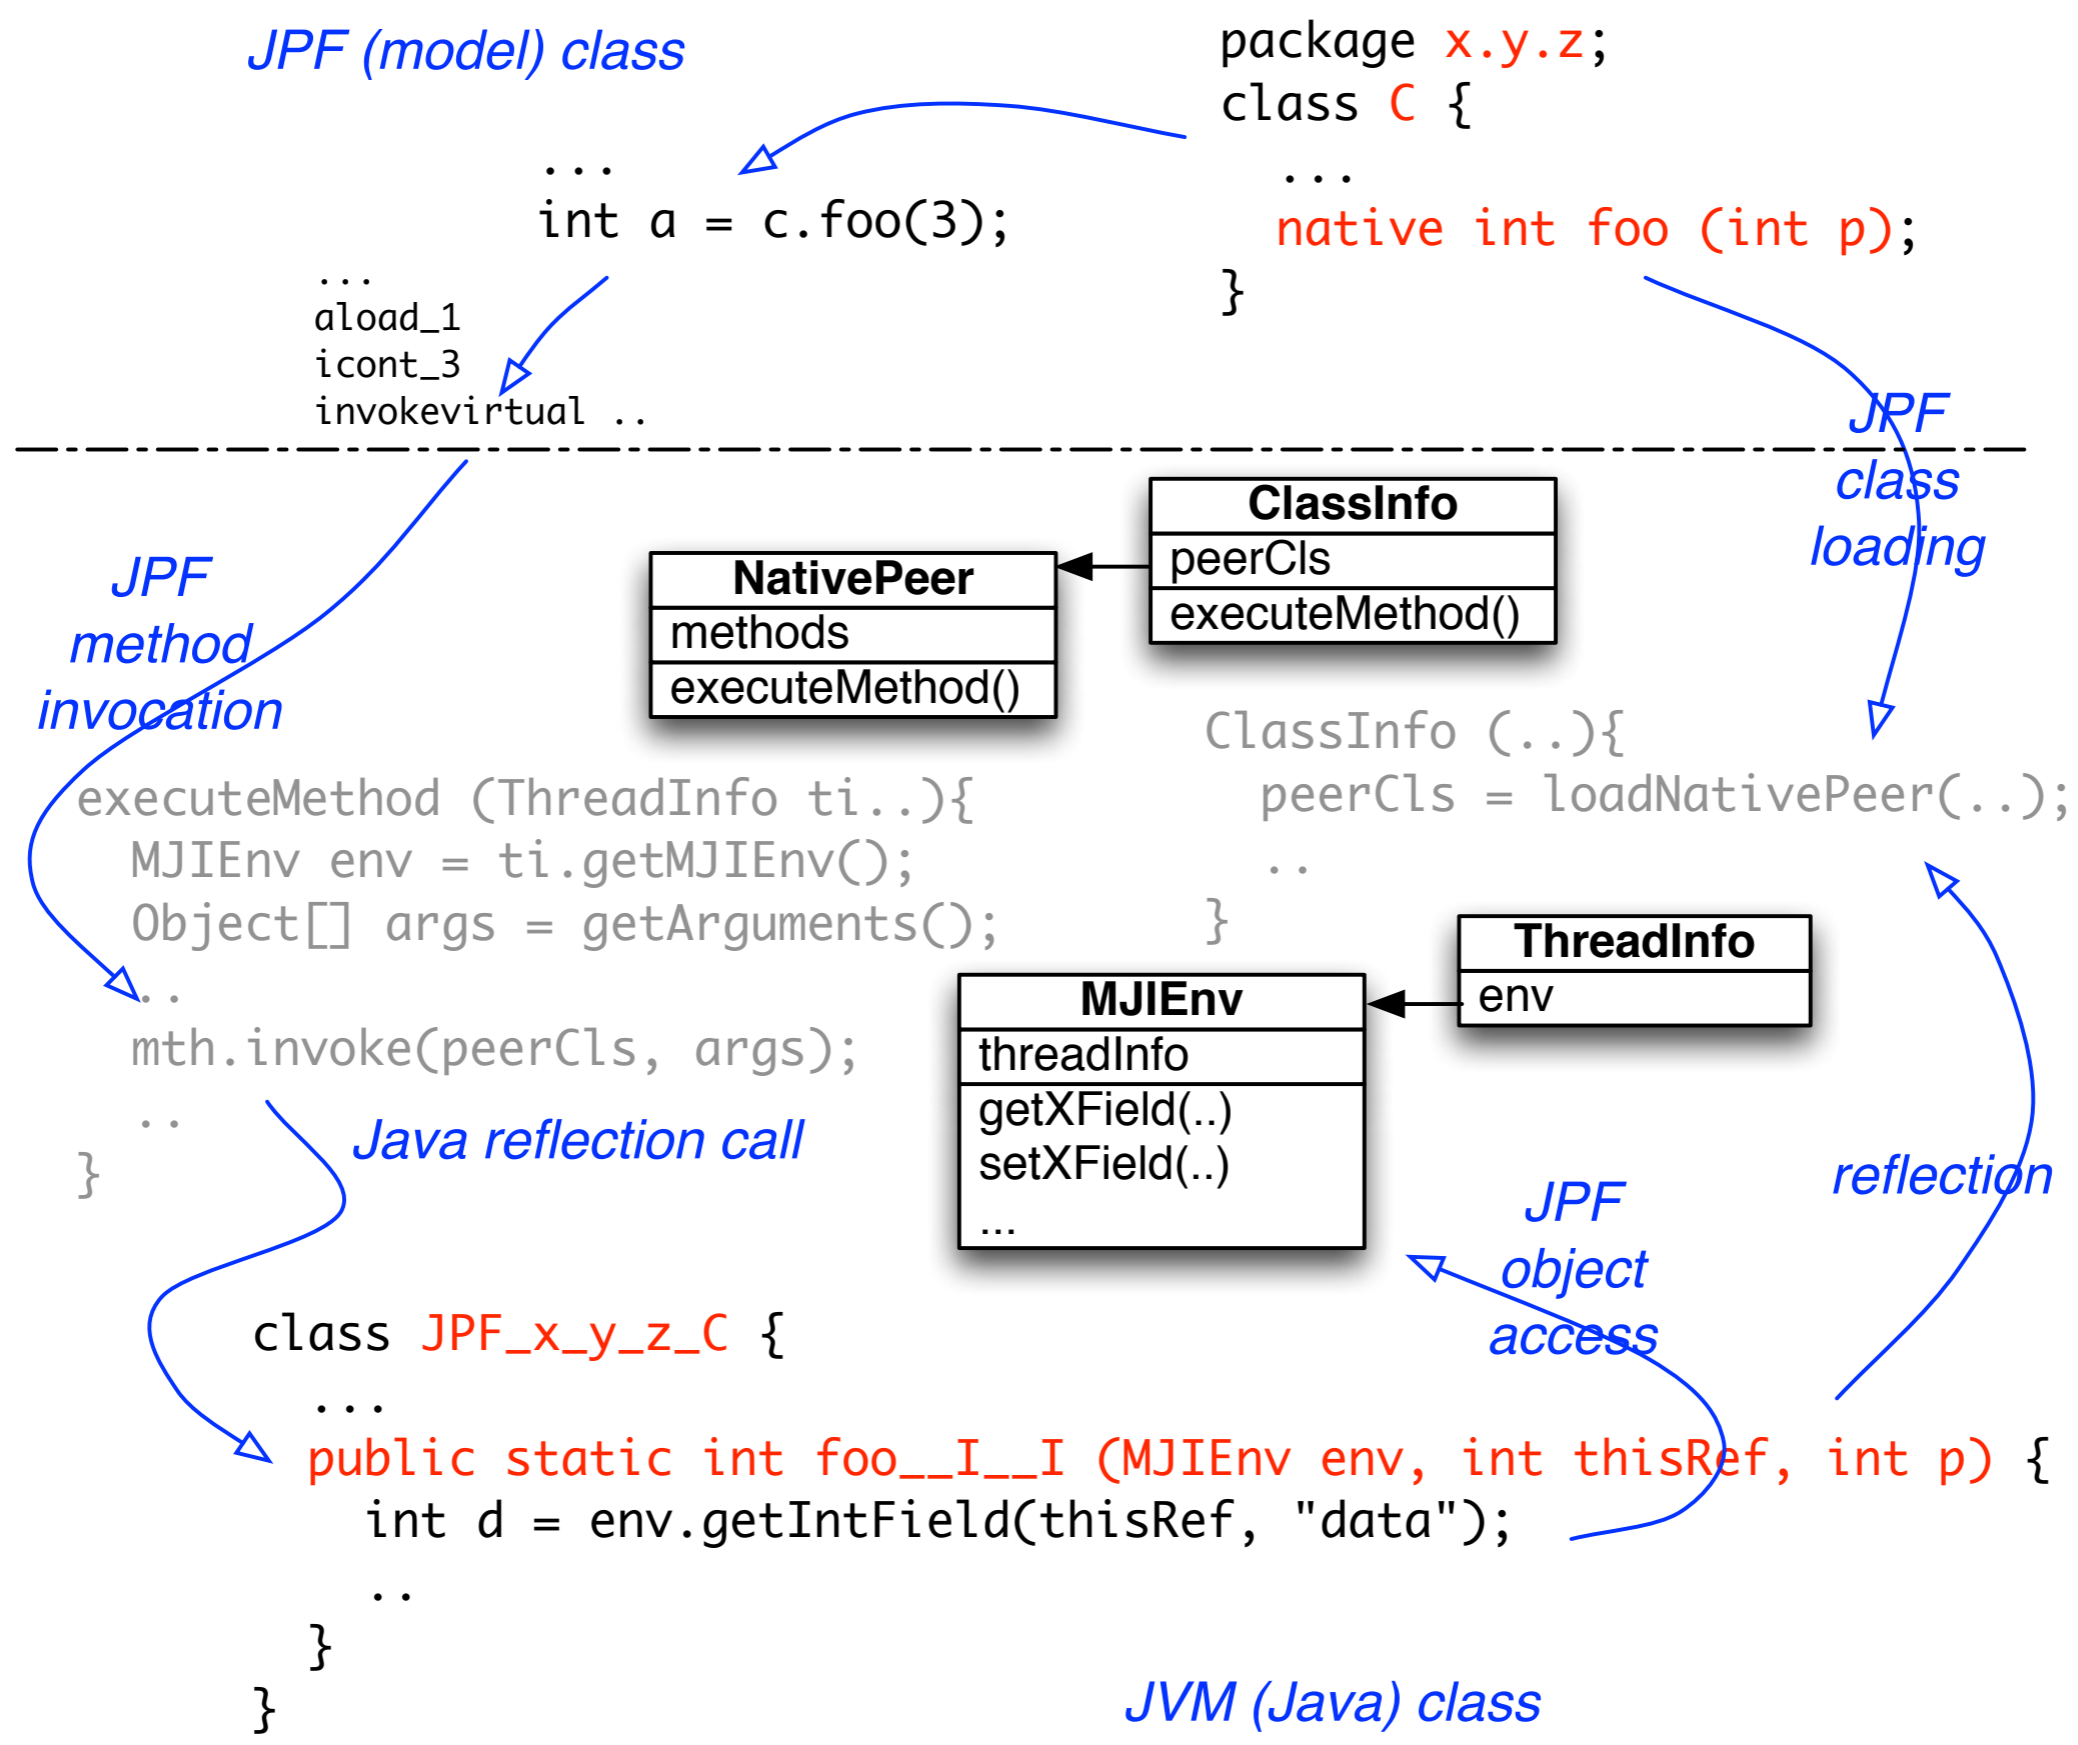 JPF (model) class
package x.y.z;
class C {
...
native int foo (int p);
}
...
int a = c.foo(3);
...
aload_1
icont_3
invokevirtual ..
JPF
class
loading
JPF
method
invocation
ClassInfo
peerCls
executeMethod()
NativePeer
methods
executeMethod()
ClassInfo (..){
peerCls = loadNativePeer(..);
..
}
executeMethod (ThreadInfo ti..){
MJIEnv env = ti.getMJIEnv();
Object[] args = getArguments();
..
mth.invoke(peerCls, args);
..
}
ThreadInfo
env
MJIEnv
threadInfo
getXField(..)
setXField(..)
...
Java reflection call
JPF
object
access
reflection
class JPF_x_y_z_C {
...
public static int foo__I__I (MJIEnv env, int thisRef, int p) {
int d = env.getIntField(thisRef, "data");
..
}
}
JVM (Java) class